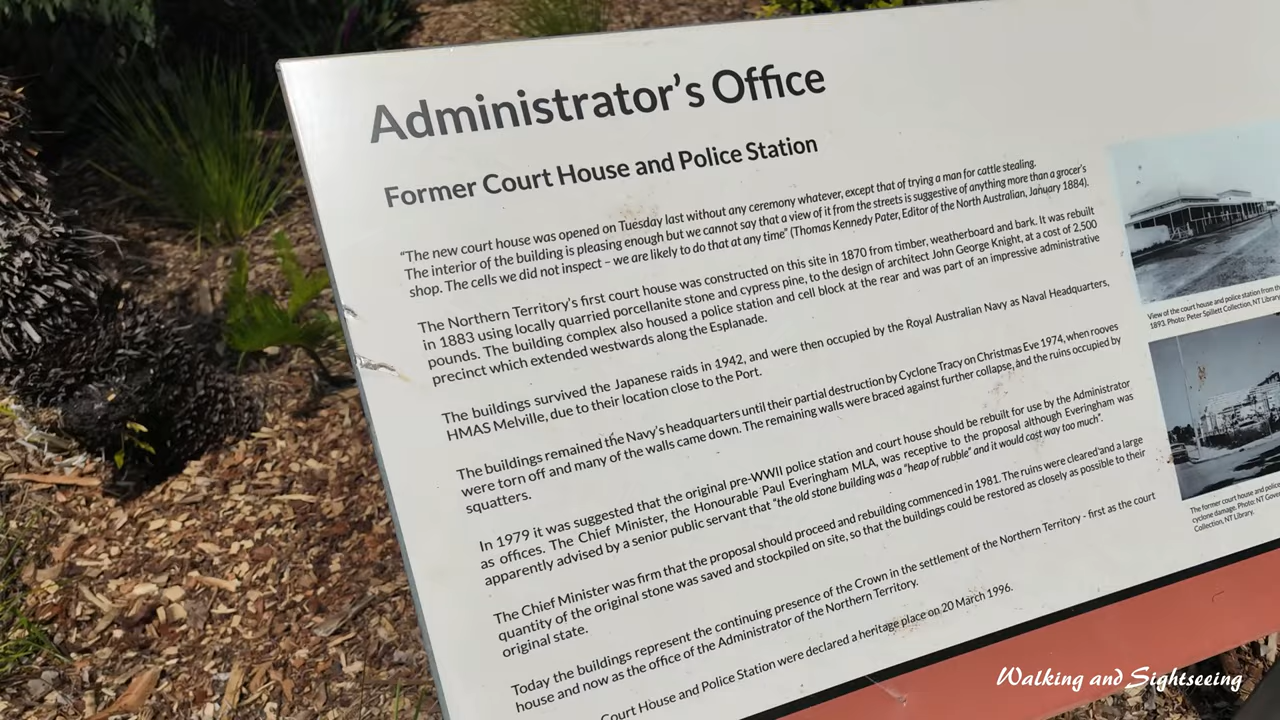 Administrator's Office
Former Court House and Police Station
"The new court house was opened on Tuesday last without any ceremony whatever, except that of trying a man for cattle stealing.
The interior of the building is pleasing enough but we cannot say that a view of it from the streets is suggestive of anything more than a grocer's
shop. The cells we did not inspect – we are likely to do that at any time" (Thomas Kennedy Pater, Editor of the North Australian, January 1884).
The Northern Territory's first court house was constructed on this site in 1870 from timber, weatherboard and bark. It was rebuilt
in 1883 using locally quarried porcellanite stone and cypress pine, to the design of architect John George Knight, at a cost of 2,500
pounds. The building complex also housed a police station and cell block at the rear and was part of an impressive administrative
precinct which extended westwards along the Esplanade.
The buildings survived the Japanese raids in 1942, and were then occupied by the Royal Australian Navy as Naval Headquarters,
HMAS Melville, due to their location close to the Port.
The buildings remained the Navy's headquarters until their partial destruction by Cyclone Tracy on Christmas Eve 1974, when rooves
were torn off and many of the walls came down. The remaining walls were braced against further collapse, and the ruins occupied by
squatters.
In 1979 it was suggested that the original pre-WWII police station and court house should be rebuilt for use by the Administrator
as offices. The Chief Minister, the Honourable Paul Everingham MLA, was receptive to the proposal although Everingham was
apparently advised by a senior public servant that "the old stone building was a "heap of rubble" and it would cost way too much".
The Chief Minister was firm that the proposal should proceed and rebuilding commenced in 1981. The ruins were cleared and a large
quantity of the original stone was saved and stockpiled on site, so that the buildings could be restored as closely as possible to their
original state.
Today the buildings represent the continuing presence of the Crown in the settlement of the Northern Territory - first as the court
house and now as the office of the Administrator of the Northern Territory.
Court House and Police Station were declared a heritage place on 20 March 1996.
View of the court house and police station from
1893. Photo: Peter Spillett Collection, NT Library.
The former court house and police
cyclone damage. Photo: NT
Collection, NT Library.
Walking and Sightseeing